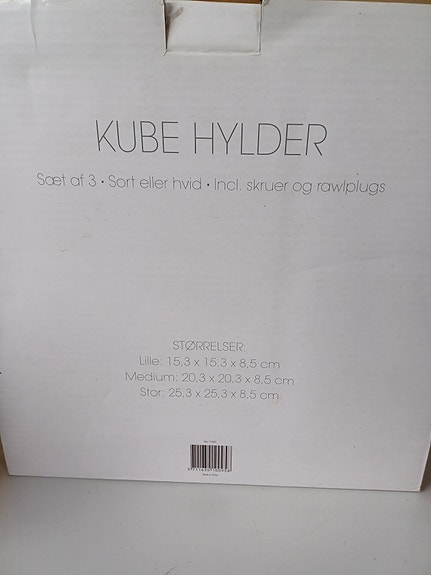 KUBE HYLDER
Sæt af 3 • Sort eller hvid • Incl. skruer og rawlplugs
STØRRELSER:
Lille: 15,3 x 15,3 x 8,5 cm
Medium: 20,3 x 20,3 x 8,5 cm
Stor: 25,3 x 25,3 x 8,5 cm